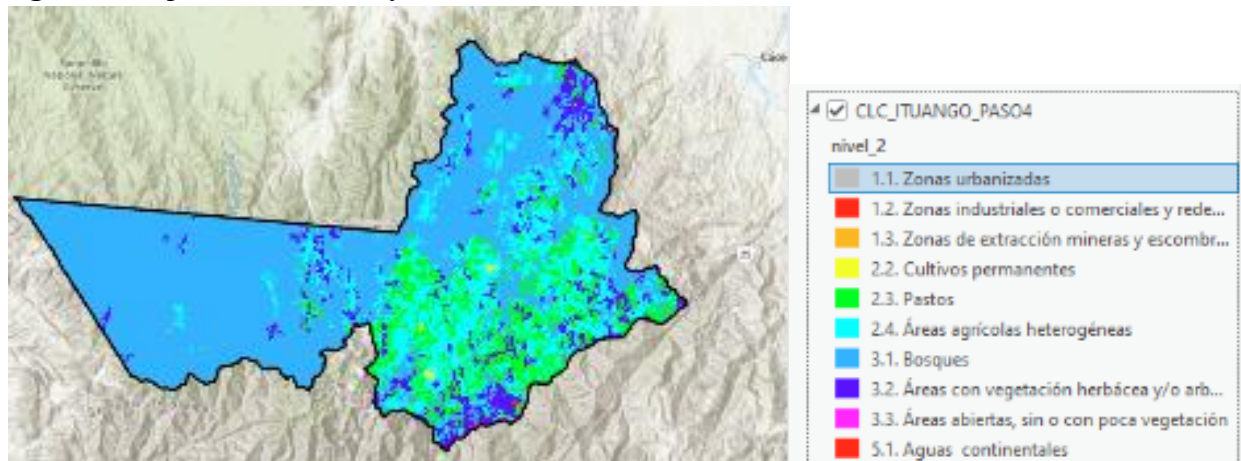 CLC_ITUANGO_PASO4
nivel_2
1.1. Zonas urbanizadas
1.2. Zonas industriales o comerciales y rede...
1.3. Zonas de extracción mineras y escombr...
2.2. Cultivos permanentes
2.3. Pastos
2.4. Áreas agrícolas heterogéneas
3.1. Bosques
3.2. Áreas con vegetación herbácea y/o arb...
3.3. Áreas abiertas, sin o con poca vegetación
5.1. Aguas continentales